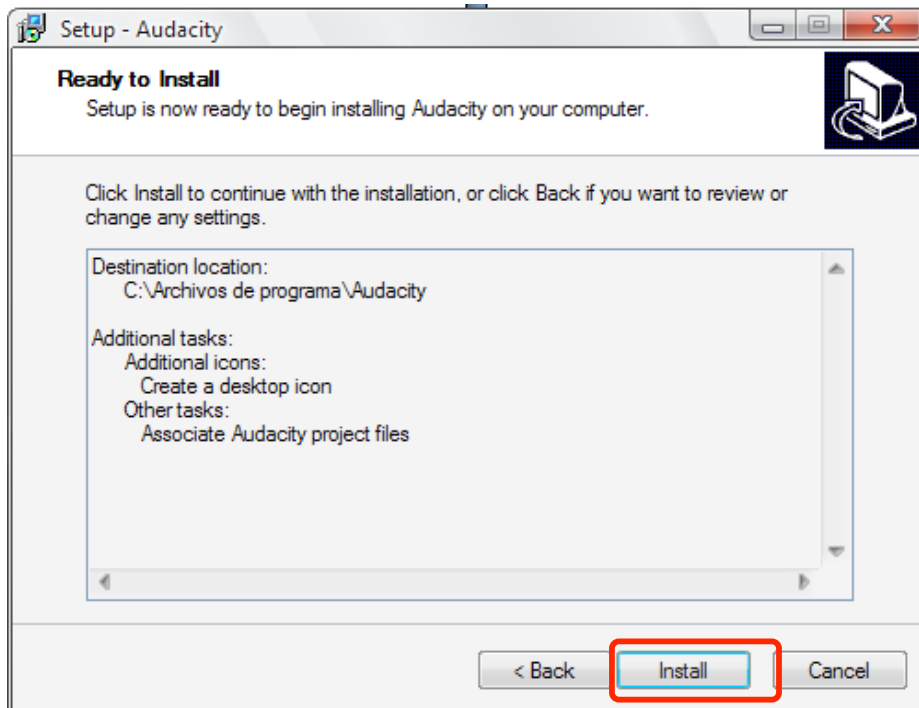 Setup - Audacity
Ready to Install
Setup is now ready to begin installing Audacity on your computer.
Click Install to continue with the installation, or click Back if you want to review or
change any settings.
Destination location:
C:\Archivos de programa\Audacity
Additional tasks:
Additional icons:
Create a desktop icon
Other tasks:
Associate Audacity project files
< Back Install Cancel